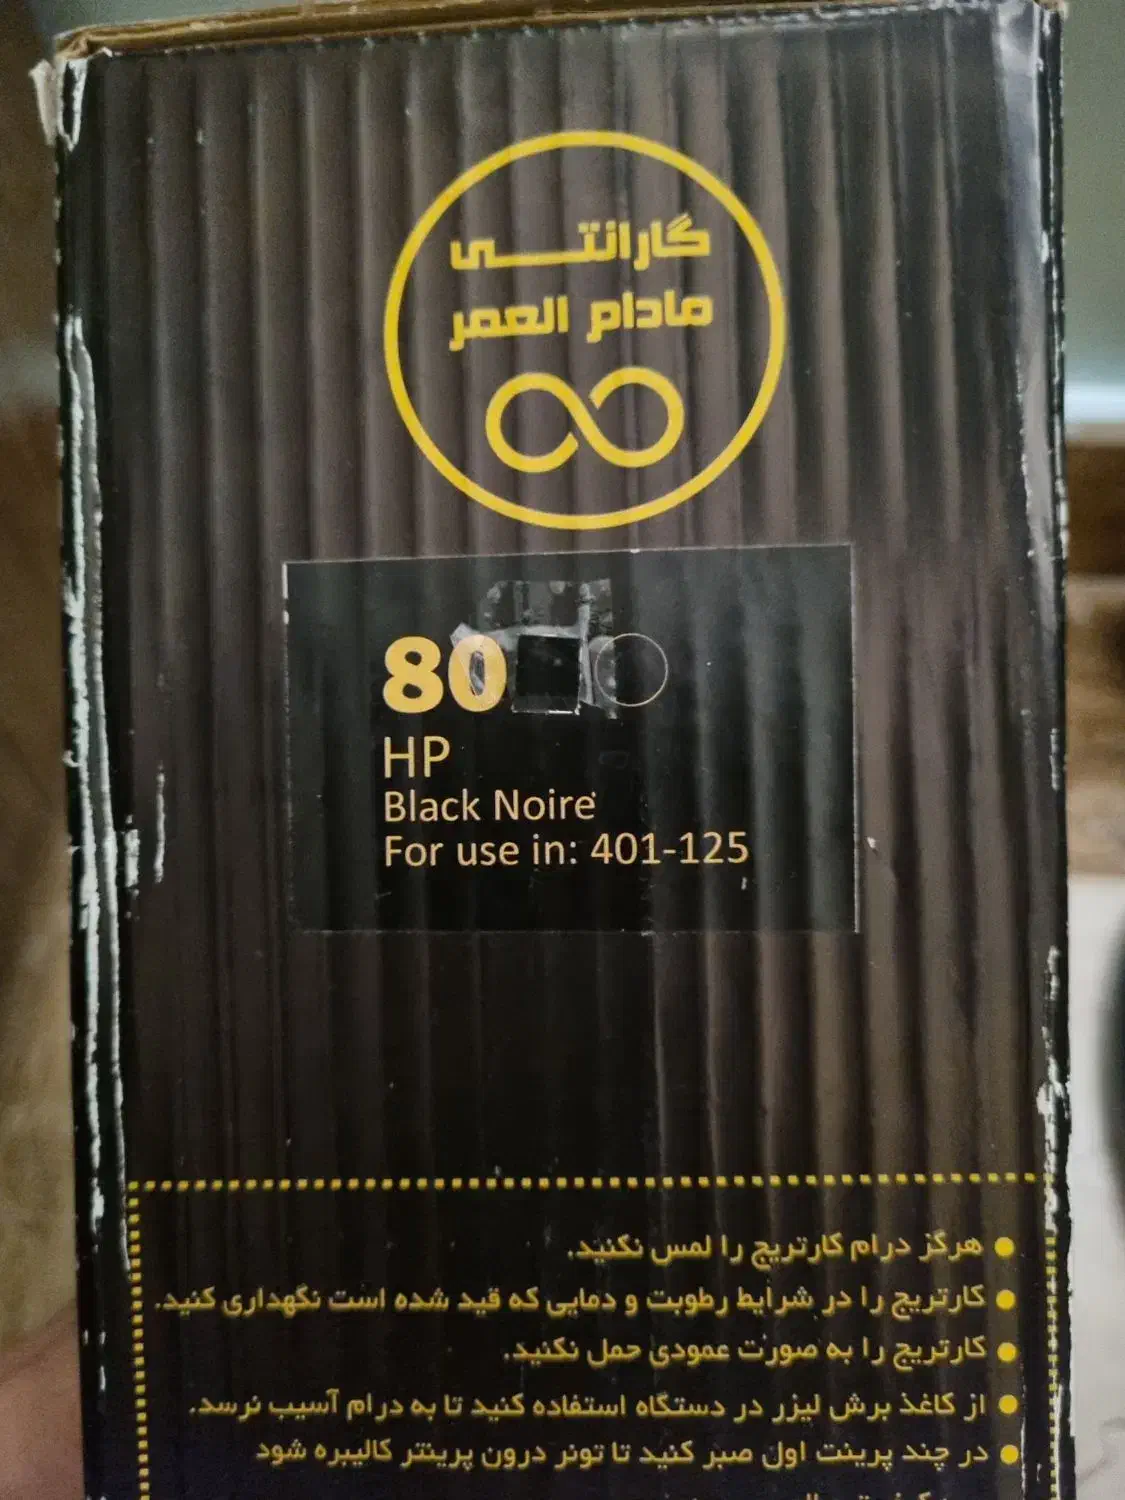 گارانتی
مادام العمر
80
HP
Black Noire
For use in: 401-125
هرگز درام کارتریج را لمس نکنید.
کارتریج را در شرایط رطوبت و دمایی که قید شده است نگهداری کنید.
کارتریج را به صورت عمودی حمل نکنید.
از کاغذ برش لیزر در دستگاه استفاده کنید تا به درام آسیب نرسد.
در چند پرینت اول صبر کنید تا تونر درون پرینتر کالیبره شود